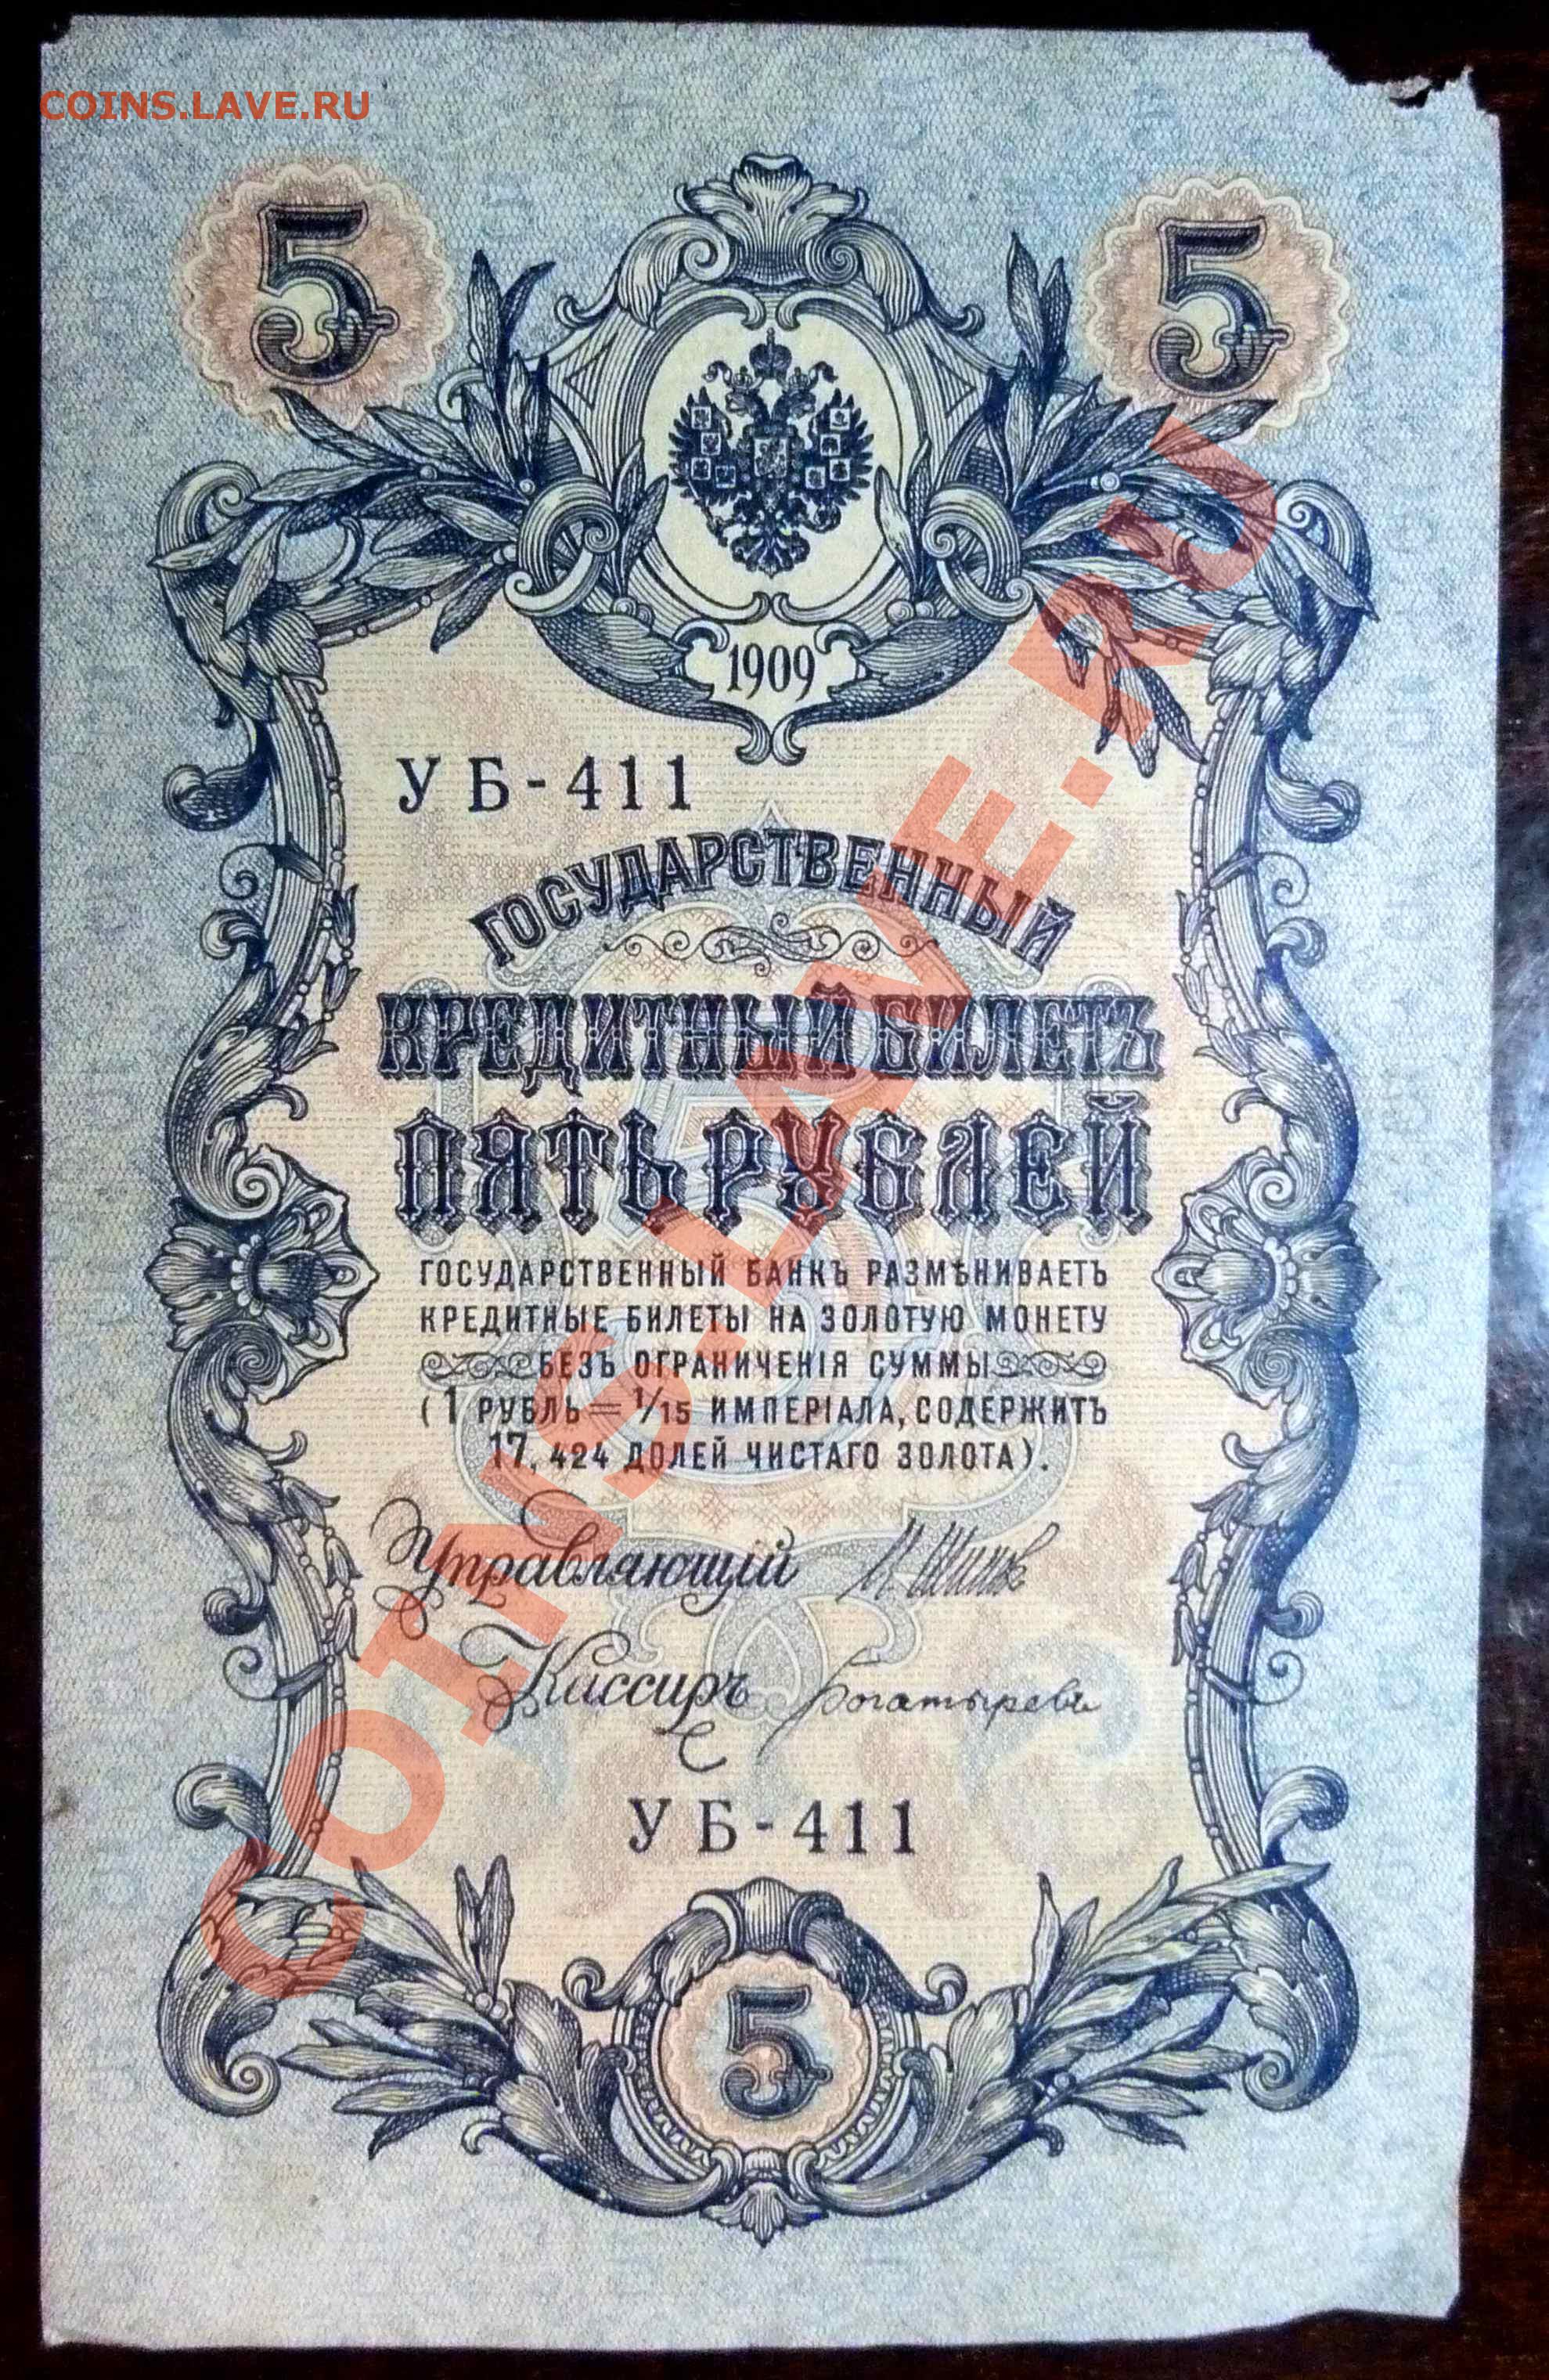 COINS.LAVE.RU
5 5
1909
УБ-411
ГОСУДАРСТВЕННЫЙ
КРЕДИТНЫЙ БИЛЕТЪ
ПЯТЬ РУБЛЕЙ
ГОСУДАРСТВЕННЫЙ БАНКЪ РАЗМѢНИВАЕТЪ
КРЕДИТНЫЕ БИЛЕТЫ НА ЗОЛОТУЮ МОНЕТУ
БЕЗЪ ОГРАНИЧЕНІЯ СУММЫ
(1 РУБЛЬ = 1/15 ИМПЕРІАЛА, СОДЕРЖИТЪ
17,424 ДОЛЕЙ ЧИСТАГО ЗОЛОТА).
Управляющій И. Шипов
Кассиръ Богатыревъ
УБ-411
5
COINS.LAVE.RU